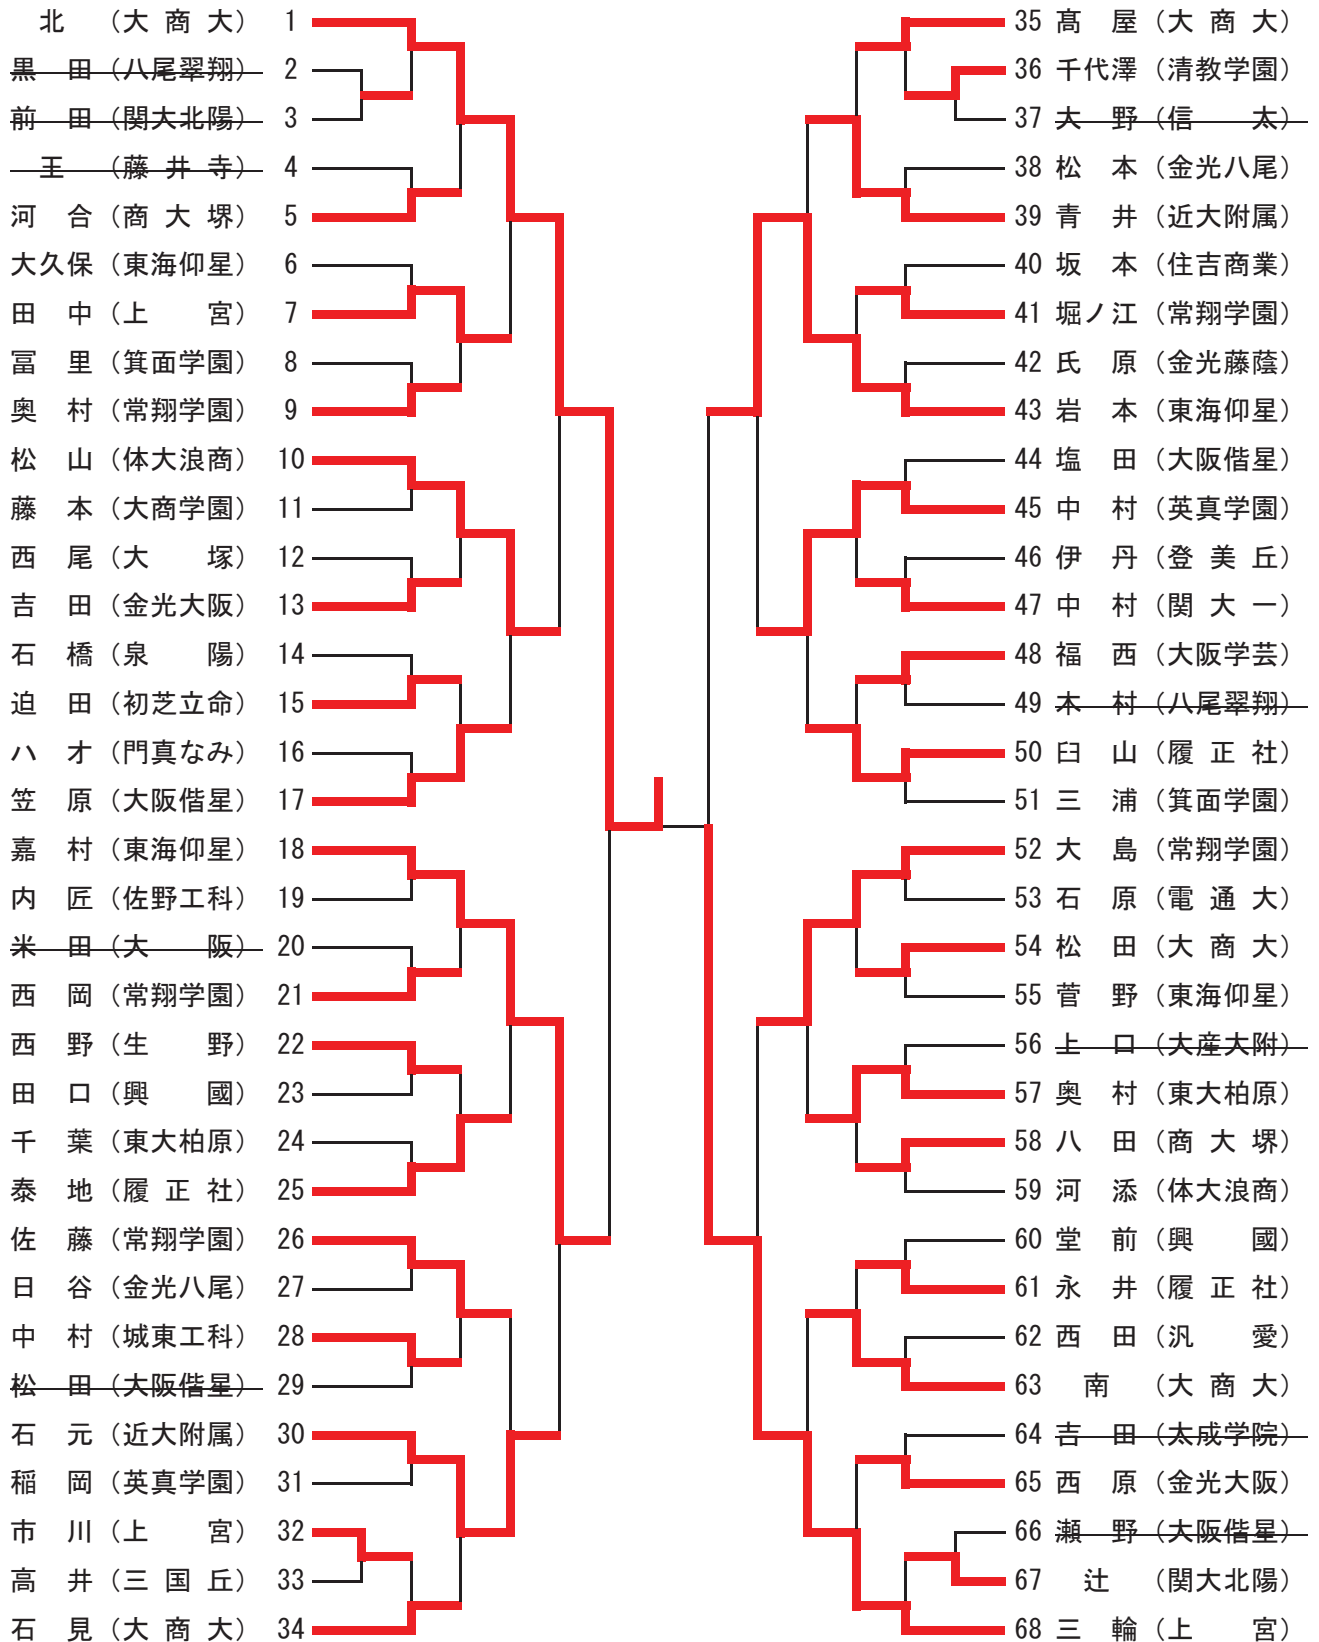 北 （大商大） 1
黒田（八尾翠翔） 2
前田（関大北陽） 3
王 （藤井寺） 4
河合（商大堺） 5
大久保（東海仰星） 6
田中（上宮） 7
冨里（箕面学園） 8
奥村（常翔学園） 9
松山（体大浪商） 10
藤本（大商学園） 11
西尾（大塚） 12
吉田（金光大阪） 13
石橋（泉陽） 14
迫田（初芝立命） 15
ハオ（門真なみ） 16
笠原（大阪偕星） 17
嘉村（東海仰星） 18
内匠（佐野工科） 19
米田（大阪） 20
西岡（常翔学園） 21
西野（生野） 22
田口（興國） 23
千葉（東大柏原） 24
泰地（履正社） 25
佐藤（常翔学園） 26
日谷（金光八尾） 27
中村（城東工科） 28
松田（大阪偕星） 29
石元（近大附属） 30
稲岡（英真学園） 31
市川（上宮） 32
高井（三国丘） 33
石見（大商大） 34
35 髙屋（大商大）
36 千代澤（清教学園）
37 大野（信太）
38 松本（金光八尾）
39 青井（近大附属）
40 坂本（住吉商業）
41 堀ノ江（常翔学園）
42 氏原（金光藤蔭）
43 岩本（東海仰星）
44 塩田（大阪偕星）
45 中村（英真学園）
46 伊丹（登美丘）
47 中村（関大一）
48 福西（大阪学芸）
49 木村（八尾翠翔）
50 臼山（履正社）
51 三浦（箕面学園）
52 大島（常翔学園）
53 石原（電通大）
54 松田（大商大）
55 菅野（東海仰星）
56 上口（大産大附）
57 奥村（東大柏原）
58 八田（商大堺）
59 河添（体大浪商）
60 堂前（興國）
61 永井（履正社）
62 西田（汎愛）
63 南 （大商大）
64 吉田（太成学院）
65 西原（金光大阪）
66 瀬野（大阪偕星）
67 辻 （関大北陽）
68 三輪（上宮）